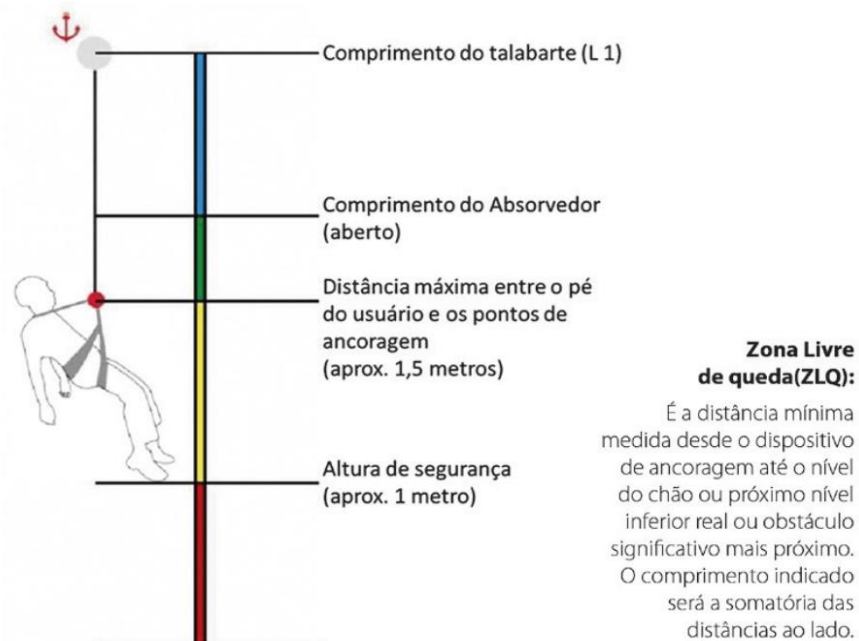 Comprimento do talabarte (L 1)
Comprimento do Absorvedor
(aberto)
Distância máxima entre o pé
do usuário e os pontos de
ancoragem
(aprox. 1,5 metros)
Altura de segurança
(aprox. 1 metro)
Zona Livre
de queda(ZLQ):
É a distância mínima
medida desde o dispositivo
de ancoragem até o nível
do chão ou próximo nível
inferior real ou obstáculo
significativo mais próximo.
O comprimento indicado
será a somatória das
distâncias ao lado.